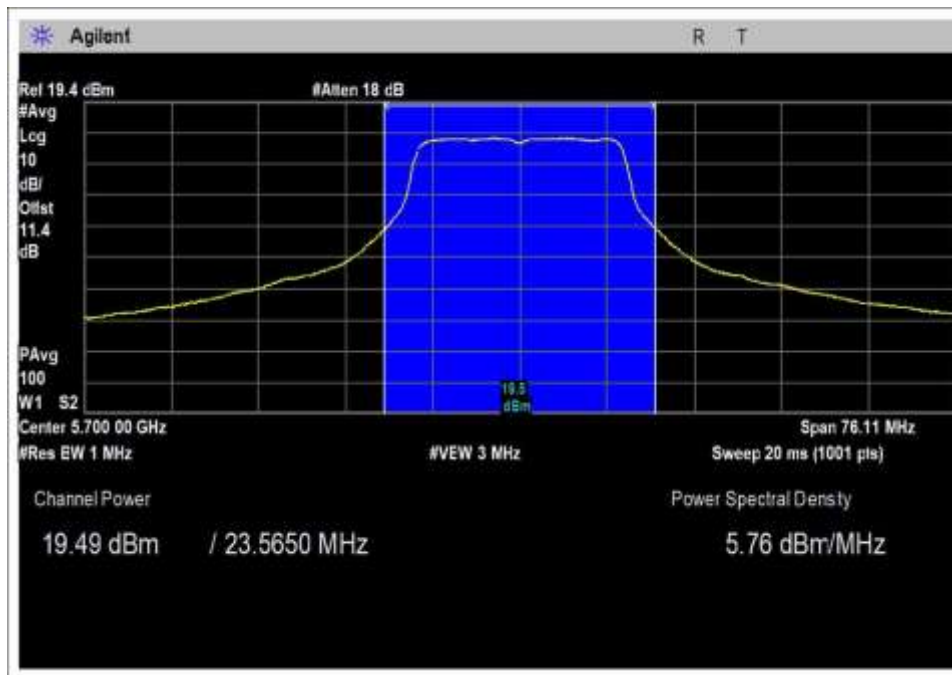 Agilent
R T
Ref 19.4 dBm #Atten 18 dB
#Avg
Log
10
dB/
Offst
11.4
dB
PAvg
100
W1 S2
19.5
dBm
Center 5.700 00 GHz Span 76.11 MHz
#Res BW 1 MHz #VBW 3 MHz Sweep 20 ms (1001 pts)
Channel Power Power Spectral Density
19.49 dBm / 23.5650 MHz 5.76 dBm/MHz